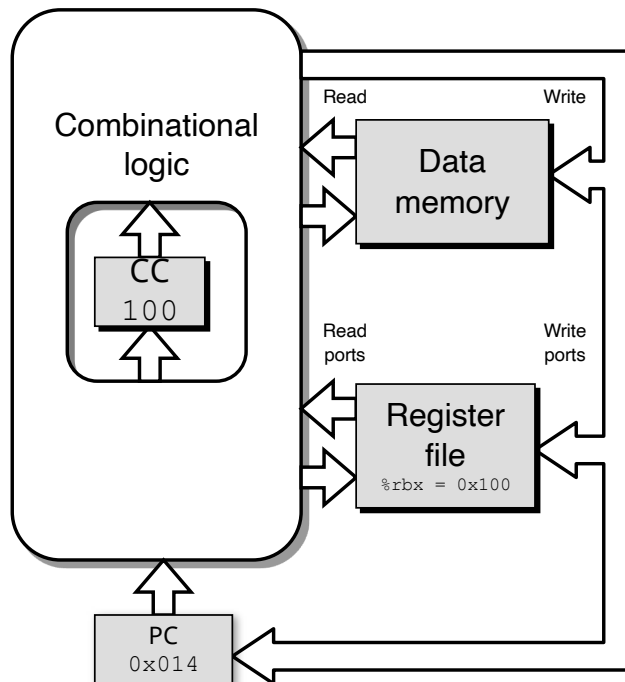 Read
Write
Combinational
logic
Data
memory
CC
100
Read
ports
Write
ports
Register
file
%rbx = 0x100
PC
0x014